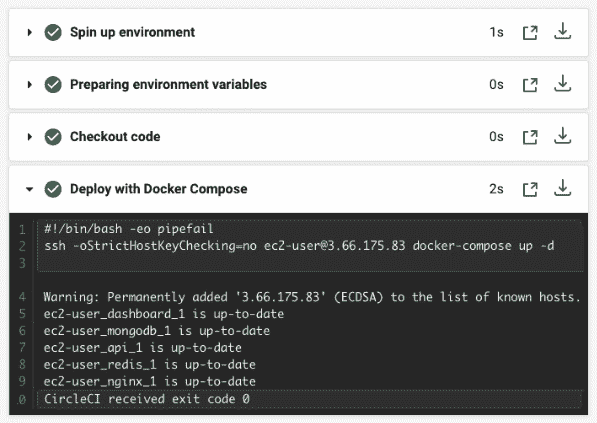 Spin up environment 1s
Preparing environment variables 0s
Checkout code 0s
Deploy with Docker Compose 2s
1 #!/bin/bash -eo pipefail
2 ssh -oStrictHostKeyChecking=no ec2-user@3.66.175.83 docker-compose up -d
3
4 Warning: Permanently added '3.66.175.83' (ECDSA) to the list of known hosts.
5 ec2-user_dashboard_1 is up-to-date
6 ec2-user_mongodb_1 is up-to-date
7 ec2-user_api_1 is up-to-date
8 ec2-user_redis_1 is up-to-date
9 ec2-user_nginx_1 is up-to-date
0 CircleCI received exit code 0